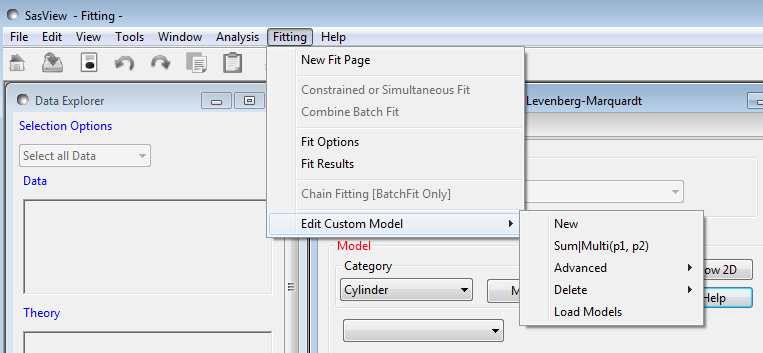 SasView - Fitting -
File Edit View Tools Window Analysis Fitting Help
New Fit Page
Constrained or Simultaneous Fit
Combine Batch Fit
Fit Options
Fit Results
Chain Fitting [BatchFit Only]
Edit Custom Model
New
Sum|Multi(p1, p2)
Advanced
Delete
Load Models
Data Explorer
Selection Options
Select all Data
Data
Theory
Levenberg-Marquardt
Model
Category
Cylinder
M
ow 2D
Help